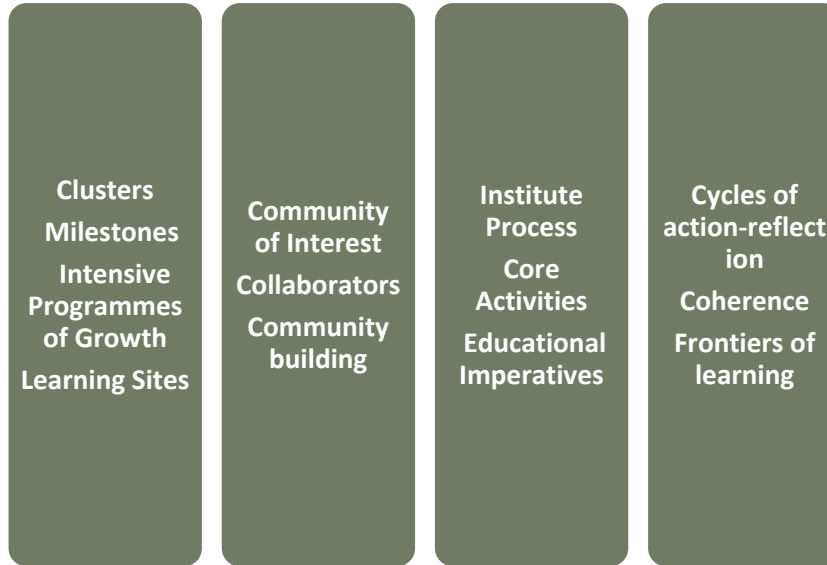 Clusters
Milestones
Intensive
Programmes
of Growth
Learning Sites
Community
of Interest
Collaborators
Community
building
Institute
Process
Core
Activities
Educational
Imperatives
Cycles of
action-reflect
ion
Coherence
Frontiers of
learning